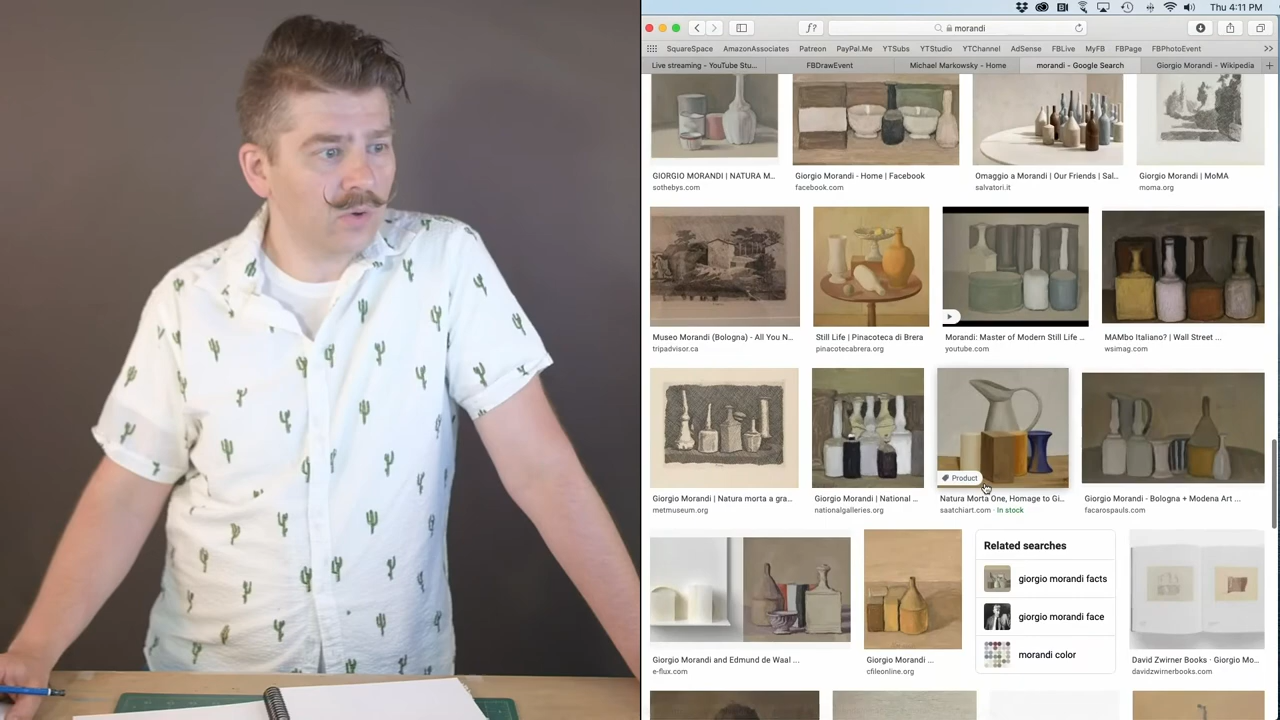 Thu 4:11 PM
morandi
SquareSpace AmazonAssociates Patreon PayPal.Me YTSubs YTStudio YTChannel AdSense FBLive MyFB FBPage FBPhotoEvent
Live streaming - YouTube Stu... FBDrawEvent Michael Markowsky - Home morandi - Google Search Giorgio Morandi - Wikipedia
GIORGIO MORANDI | NATURA M... Giorgio Morandi - Home | Facebook Omaggio a Morandi | Our Friends | Sal... Giorgio Morandi | MoMA
sothebys.com facebook.com salvatori.it moma.org
Museo Morandi (Bologna) - All You N... Still Life | Pinacoteca di Brera Morandi: Master of Modern Still Life ... MAMbo Italiano? | Wall Street ...
tripadvisor.ca pinacotecabrera.org youtube.com wsimag.com
Product
Giorgio Morandi | Natura morta a gra... Giorgio Morandi | National ... Natura Morta One, Homage to Gi... Giorgio Morandi - Bologna + Modena Art ...
metmuseum.org nationalgalleries.org saatchiart.com · In stock facarospauls.com
Related searches
giorgio morandi facts
giorgio morandi face
morandi color
Giorgio Morandi and Edmund de Waal ... Giorgio Morandi ... David Zwirner Books · Giorgio Mo...
e-flux.com cfileonline.org davidzwirnerbooks.com